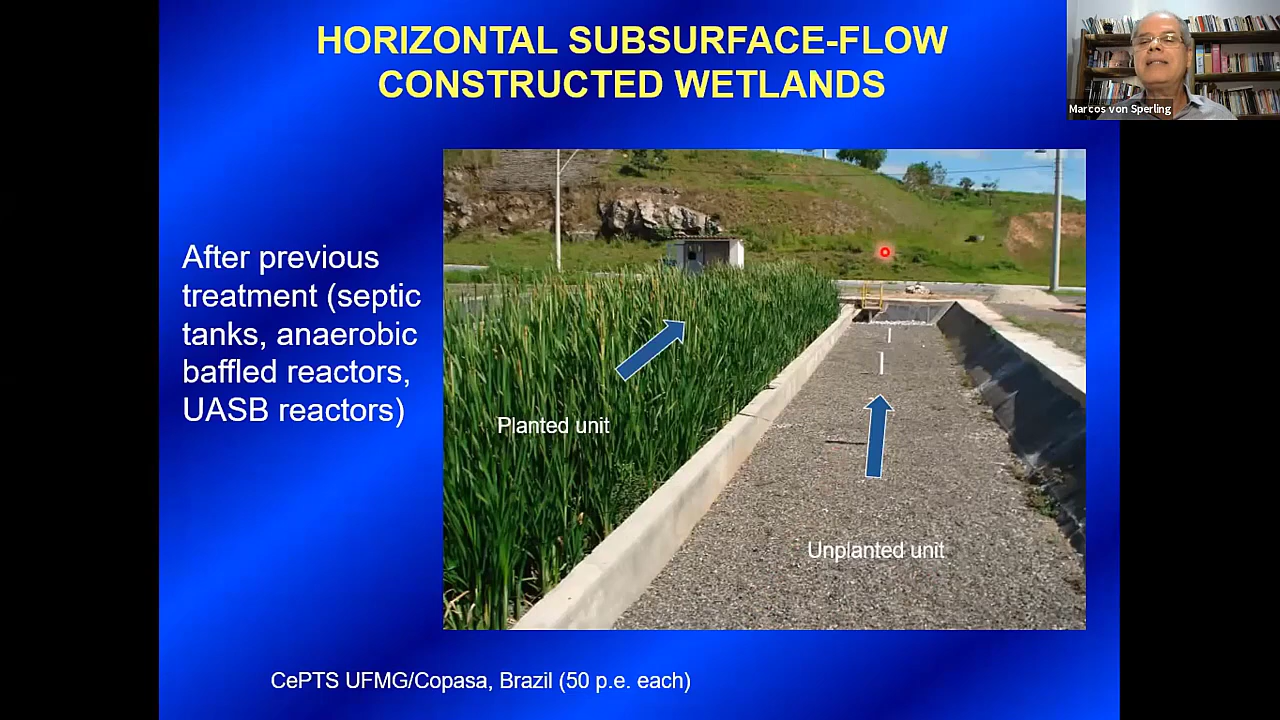 HORIZONTAL SUBSURFACE-FLOW
CONSTRUCTED WETLANDS
Marcos von Sperling
After previous
treatment (septic
tanks, anaerobic
baffled reactors,
UASB reactors)
Planted unit
Unplanted unit
CePTS UFMG/Copasa, Brazil (50 p.e. each)